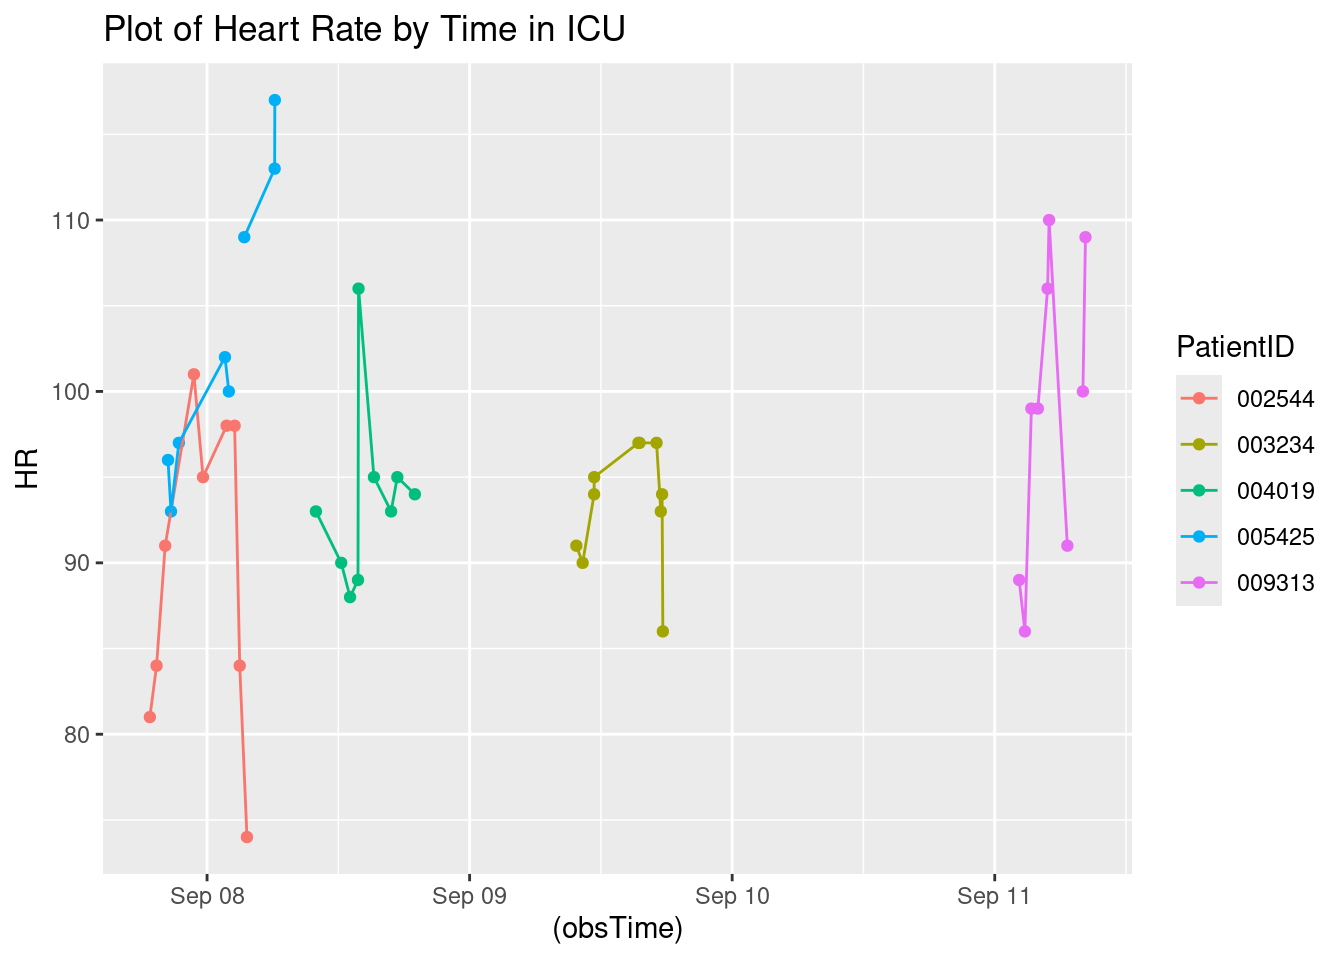 Plot of Heart Rate by Time in ICU
110
100
90
80
HR
Sep 08
Sep 09
Sep 10
Sep 11
(obsTime)
PatientID
002544
003234
004019
005425
009313